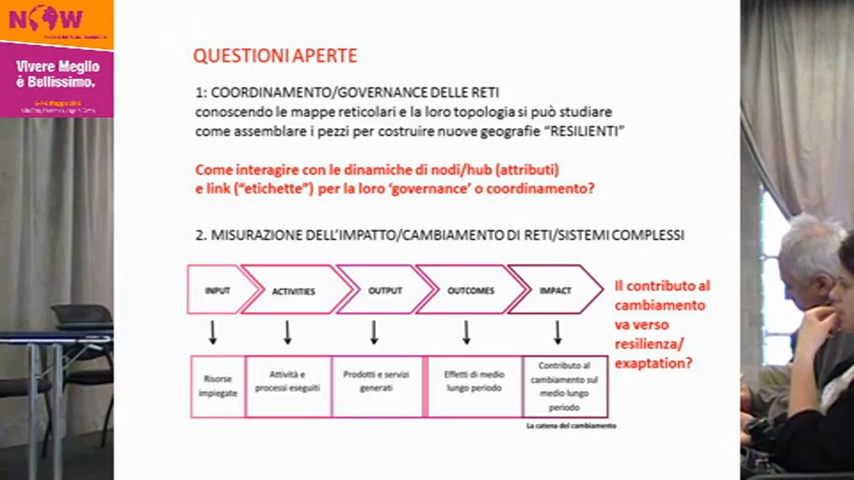 NOW
Vivere Meglio
è Bellissimo.
QUESTIONI APERTE
1: COORDINAMENTO/GOVERNANCE DELLE RETI
conoscendo le mappe reticolari e la loro topologia si può studiare
come assemblare i pezzi per costruire nuove geografie “RESILIENTI”
Come interagire con le dinamiche di nodi/hub (attributi)
e link (“etichette”) per la loro ‘governance’ o coordinamento?
2. MISURAZIONE DELL’IMPATTO/CAMBIAMENTO DI RETI/SISTEMI COMPLESSI
INPUT
ACTIVITIES
OUTPUT
OUTCOMES
IMPACT
Il contributo al
cambiamento
va verso
resilienza/
exaptation?
Risorse
impiegate
Attività e
processi eseguiti
Prodotti e servizi
generati
Effetti di medio
lungo periodo
Contributo al
cambiamento sul
medio lungo
periodo
La catena del cambiamento